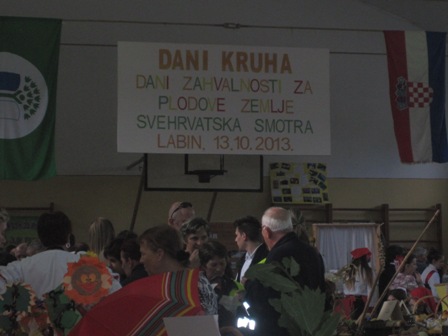 DANI KRUHA
DANI ZAHVALNOSTI ZA
PLODOVE ZEMLJE
SVEHRVATSKA SMOTRA
LABIN, 13.10.2013.